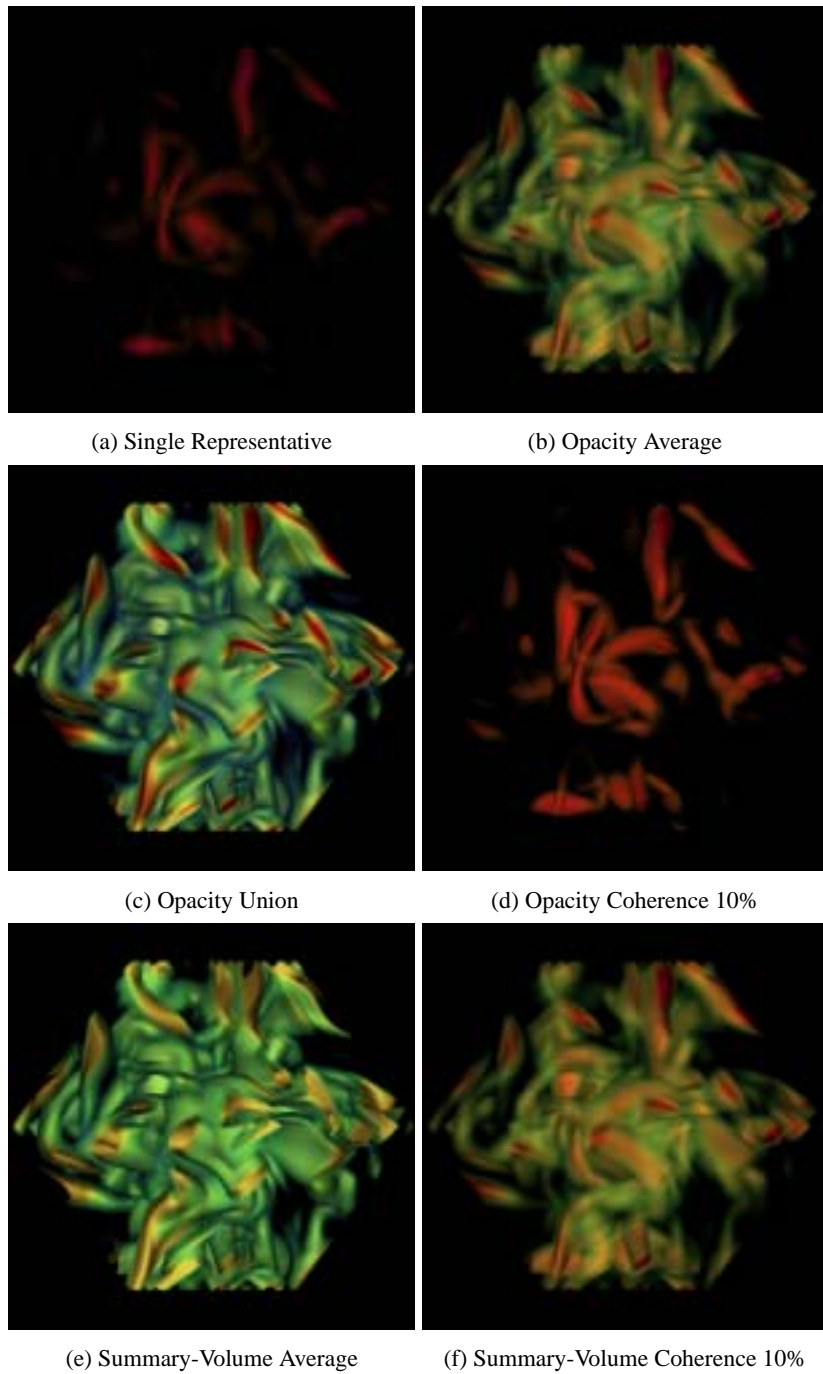 (a) Single Representative
(b) Opacity Average
(c) Opacity Union
(d) Opacity Coherence 10%
(e) Summary-Volume Average
(f) Summary-Volume Coherence 10%